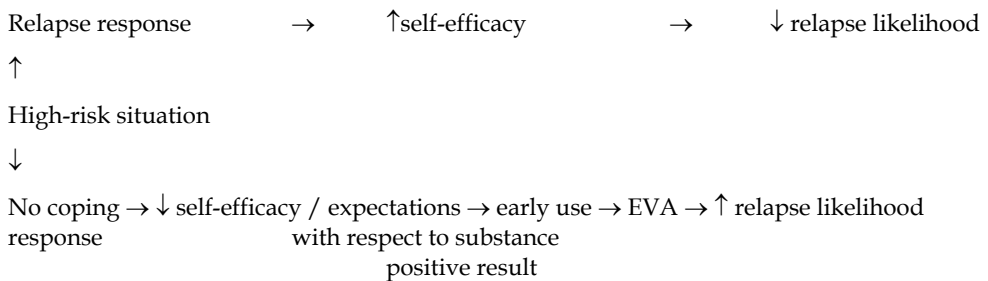 Relapse response → ↑self-efficacy → ↓ relapse likelihood
↑
High-risk situation
↓
No coping → ↓ self-efficacy / expectations → early use → EVA → ↑ relapse likelihood
response with respect to substance
positive result